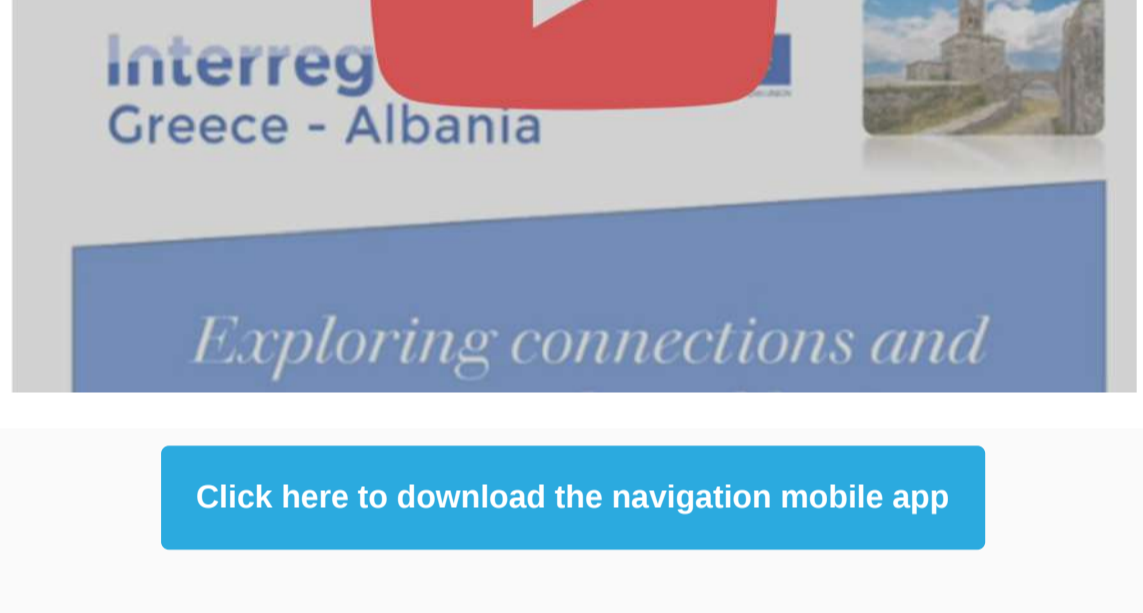 Interreg
Greece - Albania
Exploring connections and
Click here to download the navigation mobile app